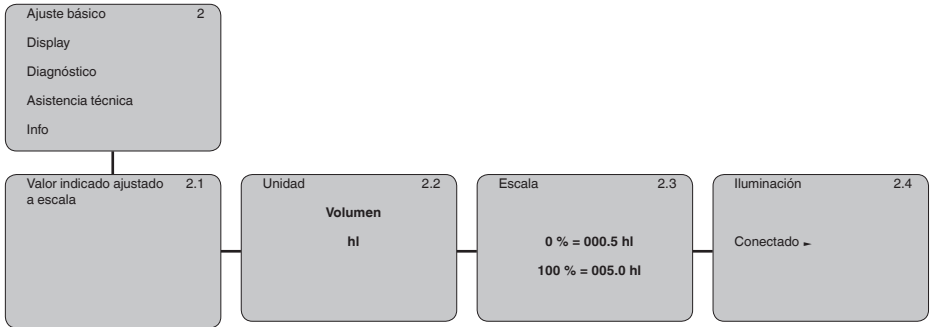 Ajuste básico 2
Display
Diagnóstico
Asistencia técnica
Info
Valor indicado ajustado 2.1
a escala
Unidad 2.2
Volumen
hl
Escala 2.3
0 % = 000.5 hl
100 % = 005.0 hl
Iluminación 2.4
Conectado ►